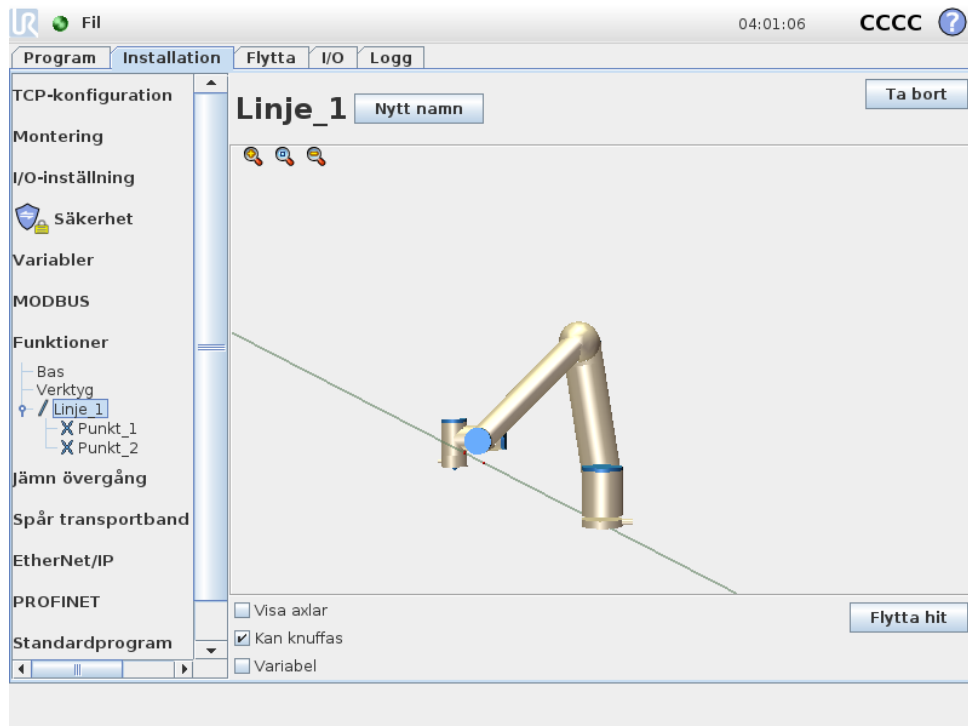 UR Fil 04:01:06 CCCC ?
Program Installation Flytta I/O Logg
TCP-konfiguration
Montering
I/O-inställning
Säkerhet
Variabler
MODBUS
Funktioner
Bas
Verktyg
Linje_1
Punkt_1
Punkt_2
Jämn övergång
Spår transportband
EtherNet/IP
PROFINET
Standardprogram
Linje_1 Nytt namn Ta bort
Visa axlar
Kan knuffas
Variabel
Flytta hit